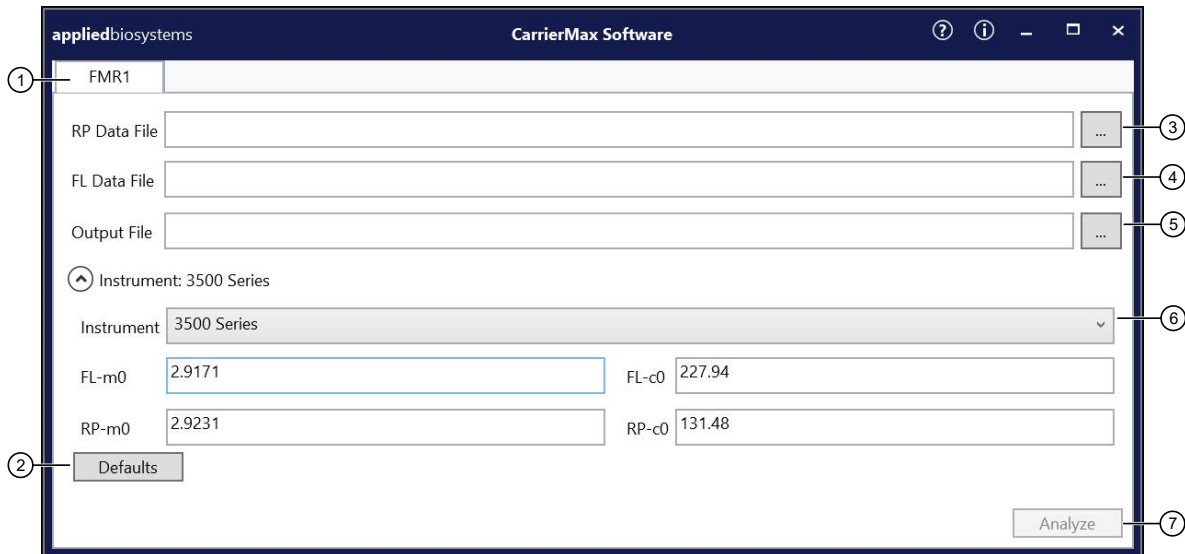 appliedbiosystems CarrierMax Software ? i
1 FMR1
RP Data File ... 3
FL Data File ... 4
Output File ... 5
Instrument: 3500 Series
Instrument 3500 Series 6
FL-m0 2.9171 FL-c0 227.94
RP-m0 2.9231 RP-c0 131.48
2 Defaults
Analyze 7